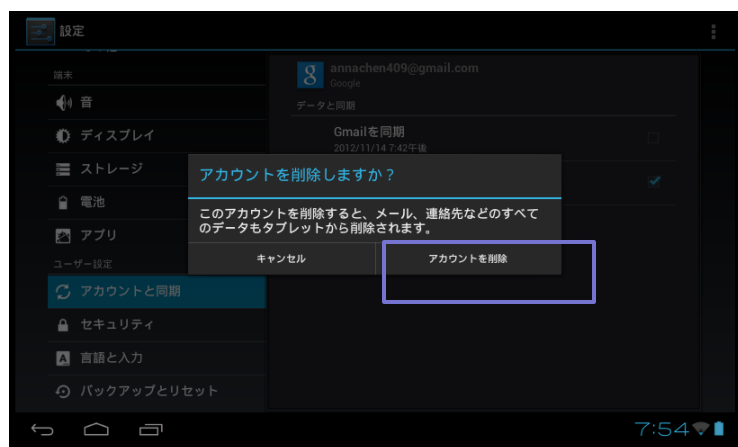 設定
端末
音
ディスプレイ
ストレージ
電池
アプリ
ユーザー設定
アカウントと同期
セキュリティ
A 言語と入力
バックアップとリセット
g annachen409@gmail.com
Google
データと同期
Gmailを同期
2012/11/14 7:42午後
アカウントを削除しますか？
このアカウントを削除すると、メール、連絡先などのすべて
のデータもタブレットから削除されます。
キャンセル
アカウントを削除
7:54